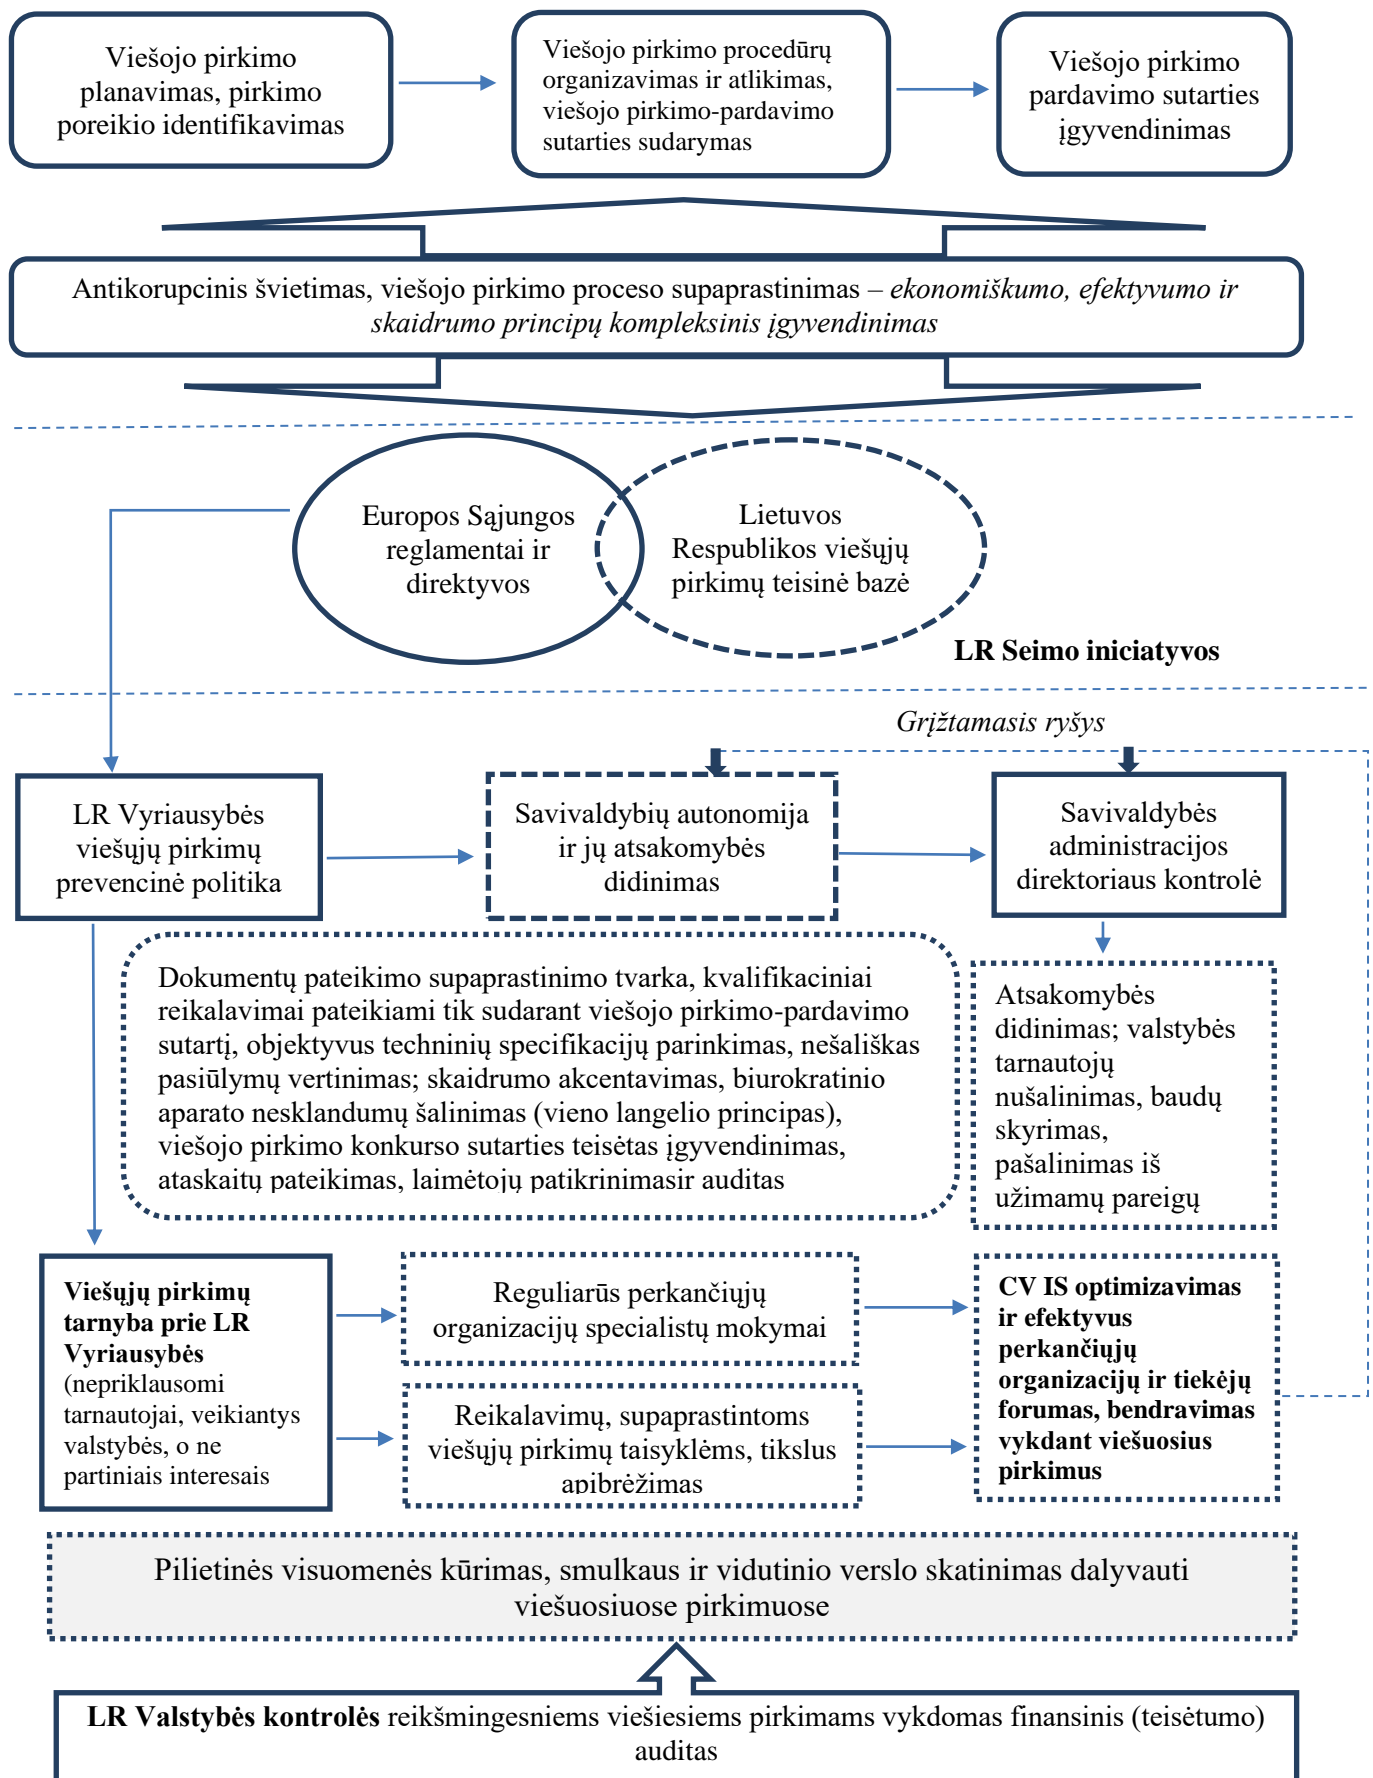 Viešojo pirkimo
planavimas, pirkimo
poreikio identifikavimas
Viešojo pirkimo procedūrų
organizavimas ir atlikimas,
viešojo pirkimo-pardavimo
sutarties sudarymas
Viešojo pirkimo
pardavimo sutarties
įgyvendinimas
Antikorupcinis švietimas, viešojo pirkimo proceso supaprastinimas – ekonomiškumo, efektyvumo ir
skaidrumo principų kompleksinis įgyvendinimas
Europos Sąjungos
reglamentai ir
direktyvos
Lietuvos
Respublikos viešųjų
pirkimų teisinė bazė
LR Seimo iniciatyvos
Grįžtamasis ryšys
LR Vyriausybės
viešųjų pirkimų
prevencinė politika
Savivaldybių autonomija
ir jų atsakomybės
didinimas
Savivaldybės
administracijos
direktoriaus kontrolė
Dokumentų pateikimo supaprastinimo tvarka, kvalifikaciniai
reikalavimai pateikiami tik sudarant viešojo pirkimo-pardavimo
sutartį, objektyvus techninių specifikacijų parinkimas, nešališkas
pasiūlymų vertinimas; skaidrumo akcentavimas, biurokratinio
aparato nesklandumų šalinimas (vieno langelio principas),
viešojo pirkimo konkurso sutarties teisėtas įgyvendinimas,
ataskaitų pateikimas, laimėtojų patikrinimasir auditas
Atsakomybės
didinimas; valstybės
tarnautojų
nušalinimas, baudų
skyrimas,
pašalinimas iš
užimamų pareigų
Viešųjų pirkimų
tarnyba prie LR
Vyriausybės
(nepriklausomi
tarnautojai, veikiantys
valstybės, o ne
partiniais interesais
Reguliarūs perkančiųjų
organizacijų specialistų mokymai
Reikalavimų, supaprastintoms
viešųjų pirkimų taisyklėms, tikslus
apibrėžimas
CV IS optimizavimas
ir efektyvus
perkančiųjų
organizacijų ir tiekėjų
forumas, bendravimas
vykdant viešuosius
pirkimus
Pilietinės visuomenės kūrimas, smulkaus ir vidutinio verslo skatinimas dalyvauti
viešuosiuose pirkimuose
LR Valstybės kontrolės reikšmingesniems viešiesiems pirkimams vykdomas finansinis (teisėtumo)
auditas